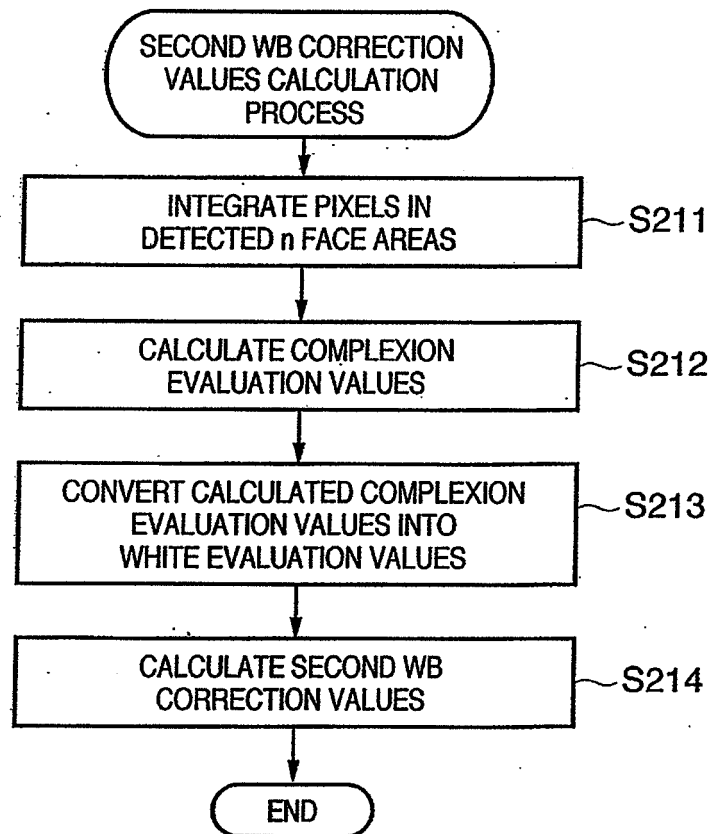 SECOND WB CORRECTION
VALUES CALCULATION
PROCESS
INTEGRATE PIXELS IN
DETECTED n FACE AREAS
S211
CALCULATE COMPLEXION
EVALUATION VALUES
S212
CONVERT CALCULATED COMPLEXION
EVALUATION VALUES INTO
WHITE EVALUATION VALUES
S213
CALCULATE SECOND WB
CORRECTION VALUES
S214
END